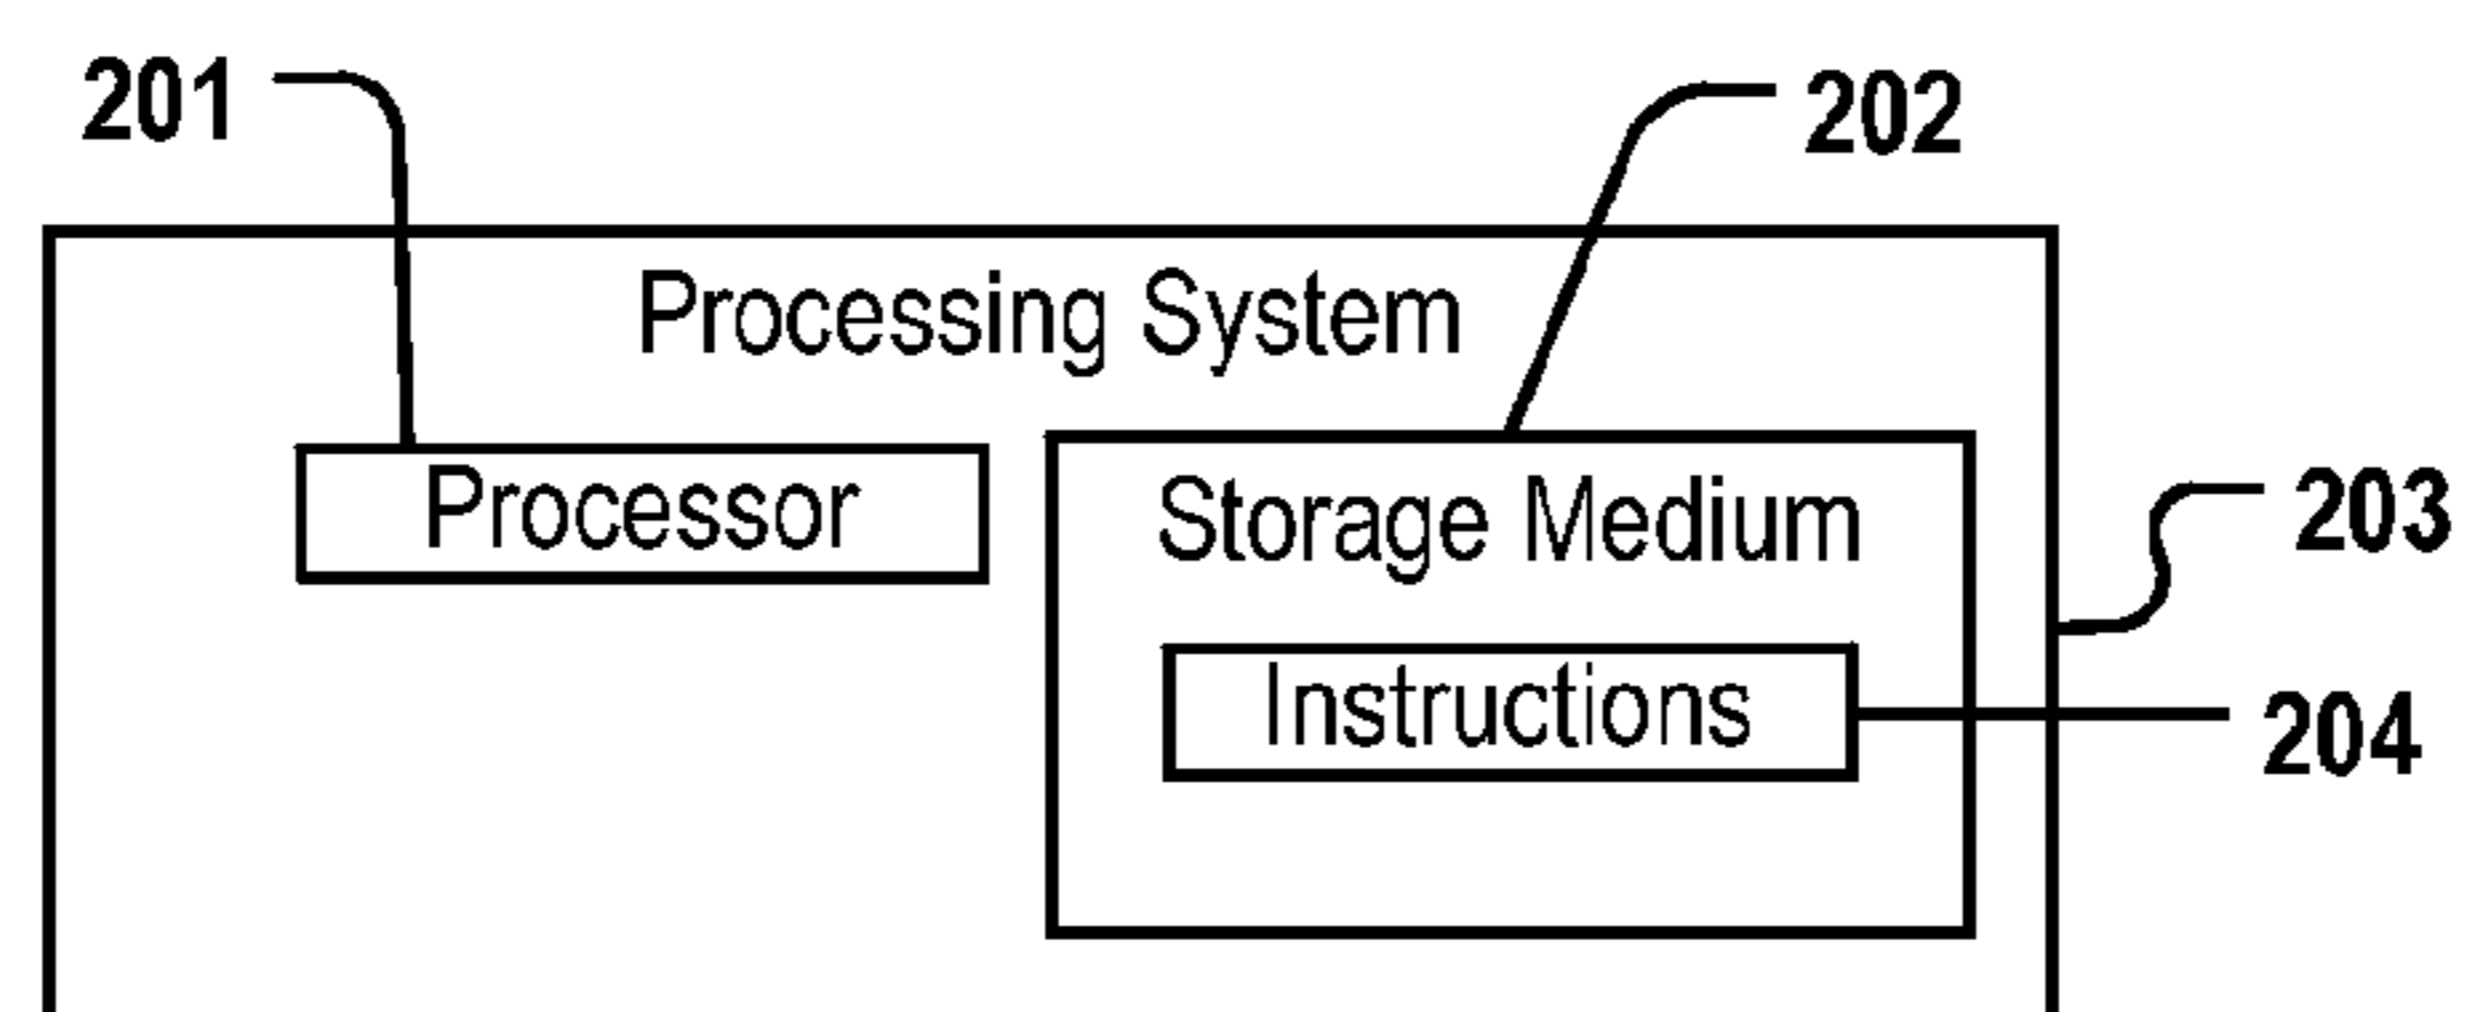 201
202
Processing System
Processor
Storage Medium
203
Instructions
204